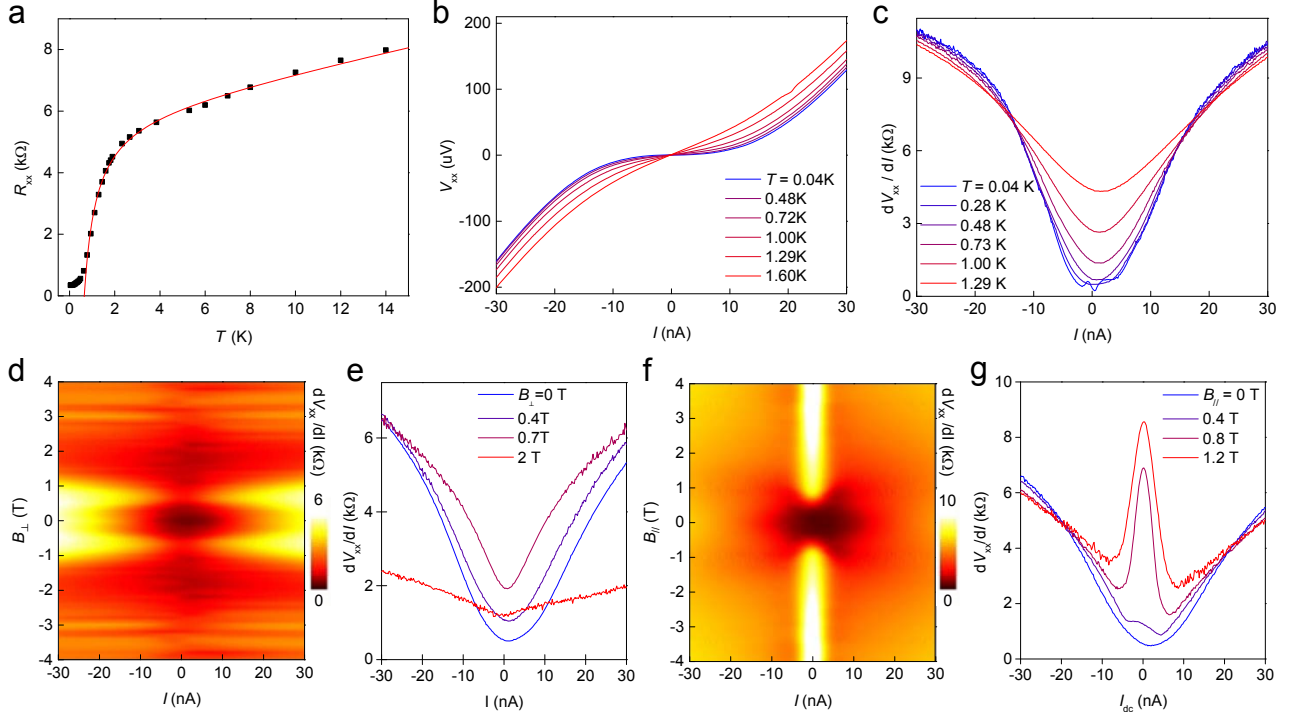 a
R_xx (kΩ)
8
6
4
2
0
0 2 4 6 8 10 12 14
T (K)
b
V_xx (uV)
200
100
0
-100
-200
-30 -20 -10 0 10 20 30
I (nA)
T = 0.04K
0.48K
0.72K
1.00K
1.29K
1.60K
c
dV_xx / dI (kΩ)
9
6
3
0
-30 -20 -10 0 10 20 30
I (nA)
T = 0.04 K
0.28 K
0.48 K
0.73 K
1.00 K
1.29 K
d
B_⊥ (T)
4
3
2
1
0
-1
-2
-3
-4
-30 -20 -10 0 10 20 30
I (nA)
dV_xx/dI (kΩ)
6
0
e
dV_xx/dI (kΩ)
6
4
2
0
-30 -20 -10 0 10 20 30
I (nA)
B_⊥=0 T
0.4T
0.7T
2 T
f
B_// (T)
4
3
2
1
0
-1
-2
-3
-4
-30 -20 -10 0 10 20 30
I (nA)
dV_xx/dI (kΩ)
10
0
g
dV_xx/dI (kΩ)
10
8
6
4
2
0
-30 -20 -10 0 10 20 30
I_dc (nA)
B_// = 0 T
0.4 T
0.8 T
1.2 T